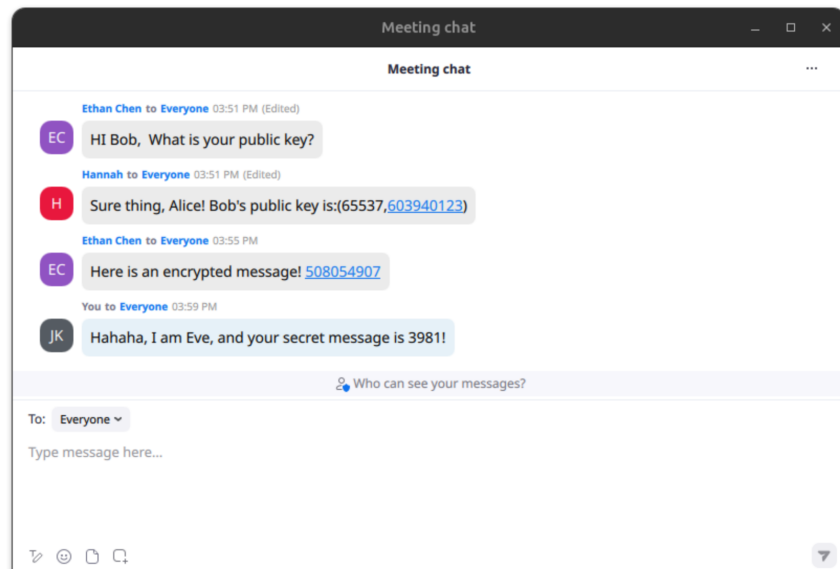 Meeting chat
Meeting chat
Ethan Chen to Everyone 03:51 PM (Edited)
EC
HI Bob,  What is your public key?
Hannah to Everyone 03:51 PM (Edited)
H
Sure thing, Alice! Bob's public key is:(65537,603940123)
Ethan Chen to Everyone 03:55 PM
EC
Here is an encrypted message! 508054907
You to Everyone 03:59 PM
JK
Hahaha, I am Eve, and your secret message is 3981!
Who can see your messages?
To: Everyone
Type message here...